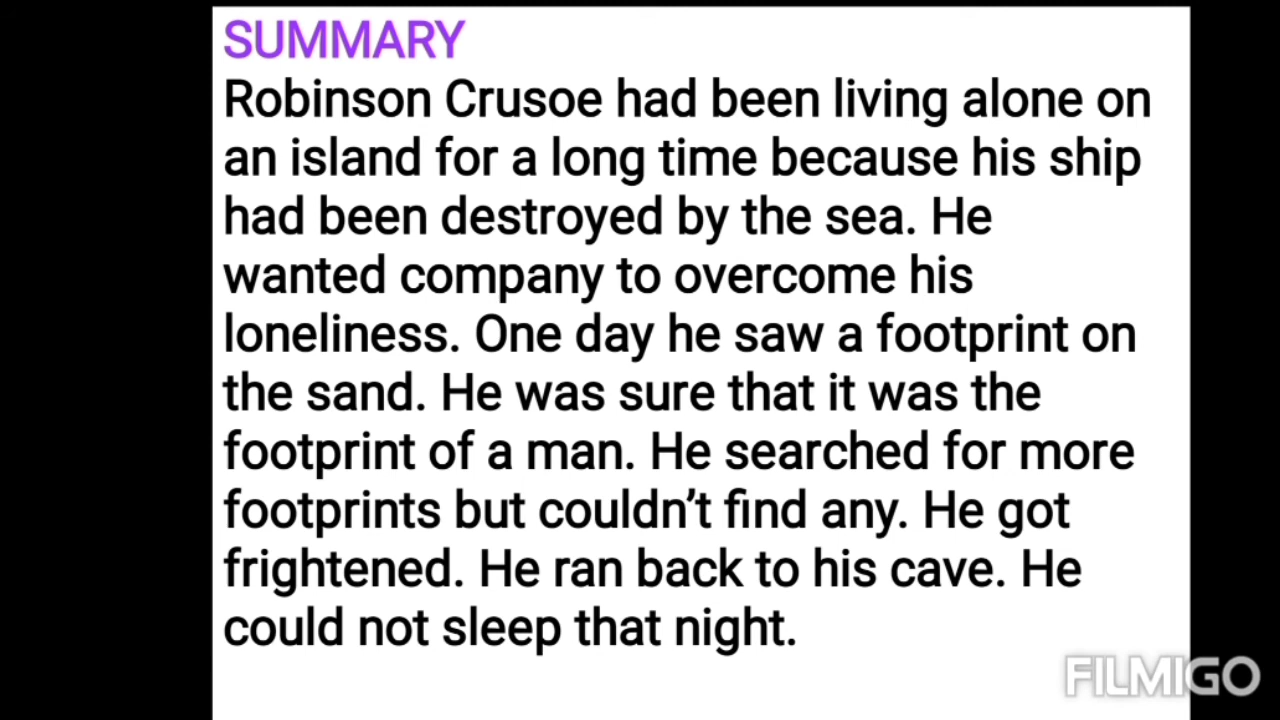 SUMMARY
Robinson Crusoe had been living alone on
an island for a long time because his ship
had been destroyed by the sea. He
wanted company to overcome his
loneliness. One day he saw a footprint on
the sand. He was sure that it was the
footprint of a man. He searched for more
footprints but couldn’t find any. He got
frightened. He ran back to his cave. He
could not sleep that night.
FILMIGO